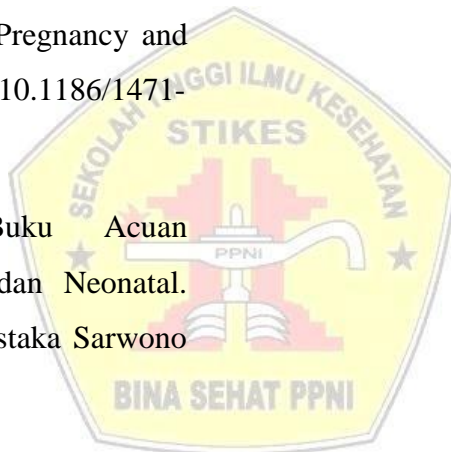 Pregnancy and
10.1186/1471-
Buku Acuan
dan Neonatal.
staka Sarwono
SEKOLAH TINGGI ILMU KESEHATAN
STIKES
PPNI
BINA SEHAT PPNI